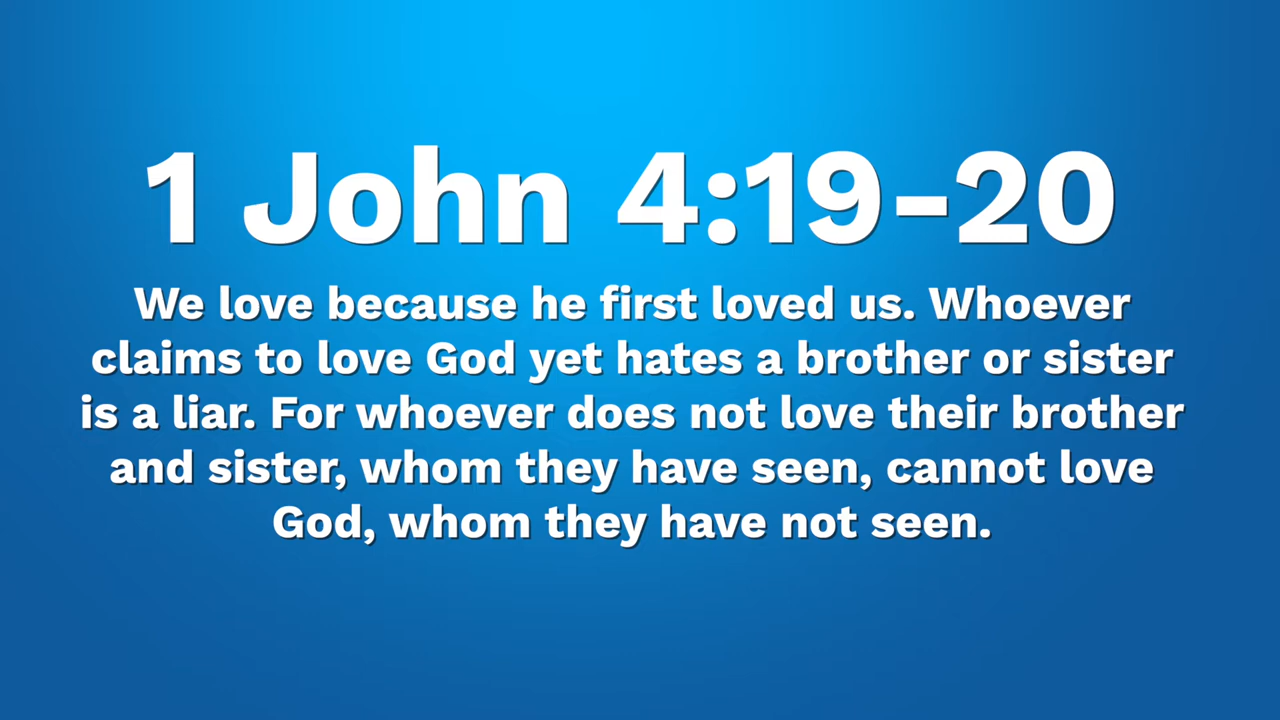 1 John 4:19-20
We love because he first loved us. Whoever
claims to love God yet hates a brother or sister
is a liar. For whoever does not love their brother
and sister, whom they have seen, cannot love
God, whom they have not seen.